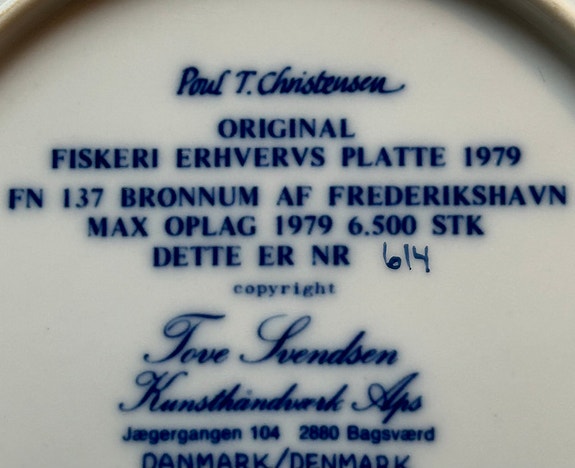 Poul T. Christensen
ORIGINAL
FISKERI ERHVERVS PLATTE 1979
FN 137 BRØNNUM AF FREDERIKSHAVN
MAX OPLAG 1979 6.500 STK
DETTE ER NR 614
copyright
Tove Svendsen
Kunsthåndværk Aps
Jægergangen 104 2880 Bagsværd
DANMARK/DENMARK